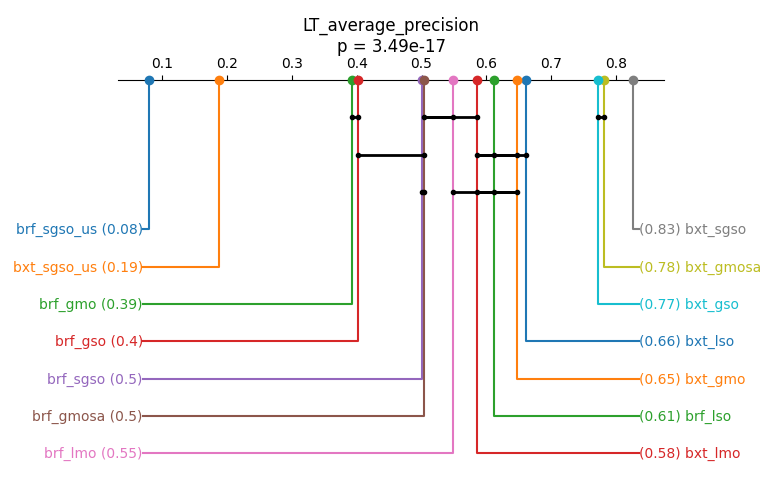 LT_average_precision
p = 3.49e-17
0.1 0.2 0.3 0.4 0.5 0.6 0.7 0.8
brf_sgso_us (0.08) (0.83) bxt_sgso
bxt_sgso_us (0.19) (0.78) bxt_gmosa
brf_gmo (0.39) (0.77) bxt_gso
brf_gso (0.4) (0.66) bxt_lso
brf_sgso (0.5) (0.65) bxt_gmo
brf_gmosa (0.5) (0.61) brf_lso
brf_lmo (0.55) (0.58) bxt_lmo